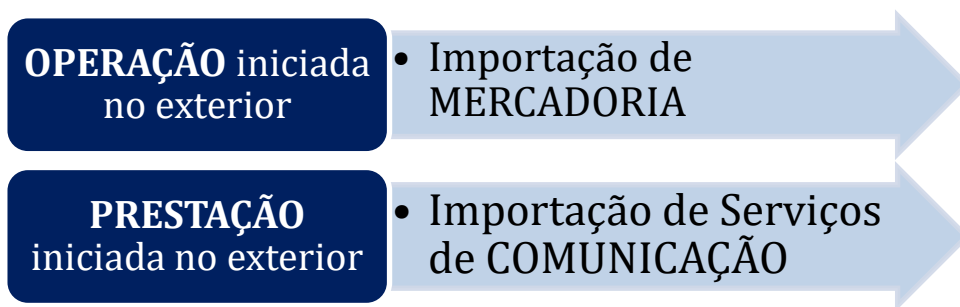 OPERAÇÃO iniciada
no exterior
• Importação de
MERCADORIA
PRESTAÇÃO
iniciada no exterior
• Importação de Serviços
de COMUNICAÇÃO